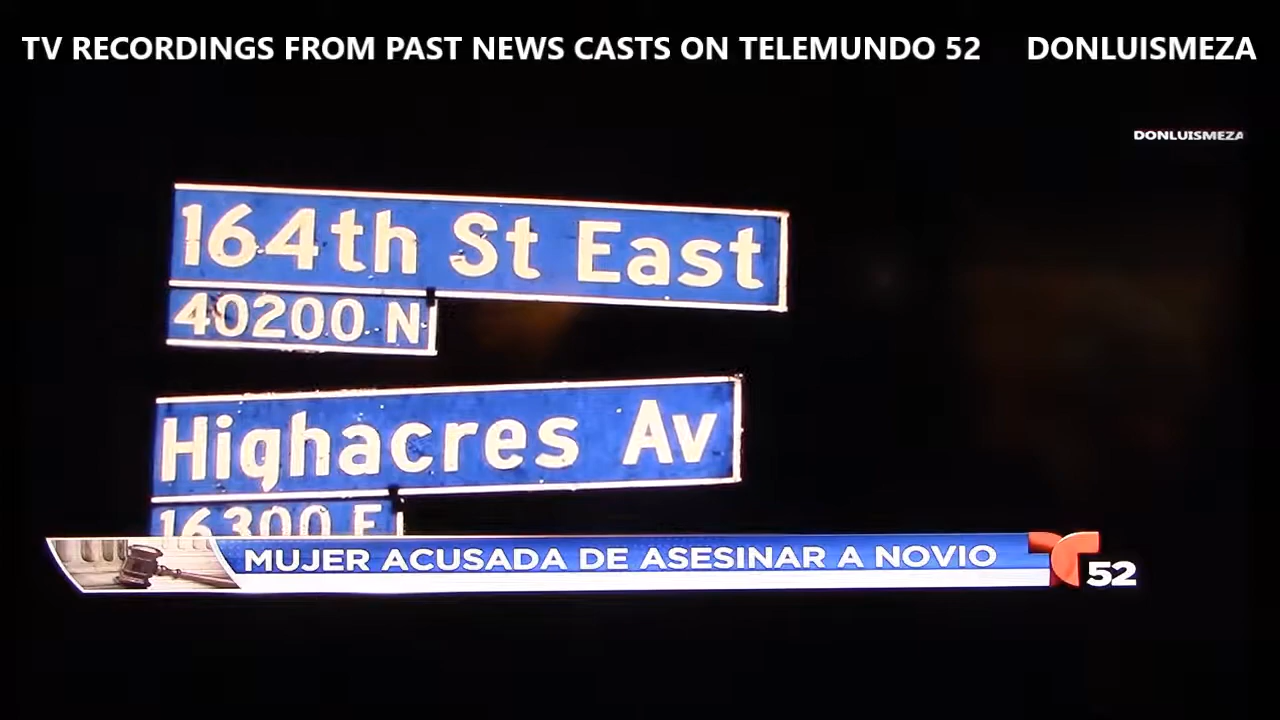 TV RECORDINGS FROM PAST NEWS CASTS ON TELEMUNDO 52 DONLUISMEZA
DONLUISMEZA
164th St East
40200 N
Highacres Av
16300 E
MUJER ACUSADA DE ASESINAR A NOVIO
52